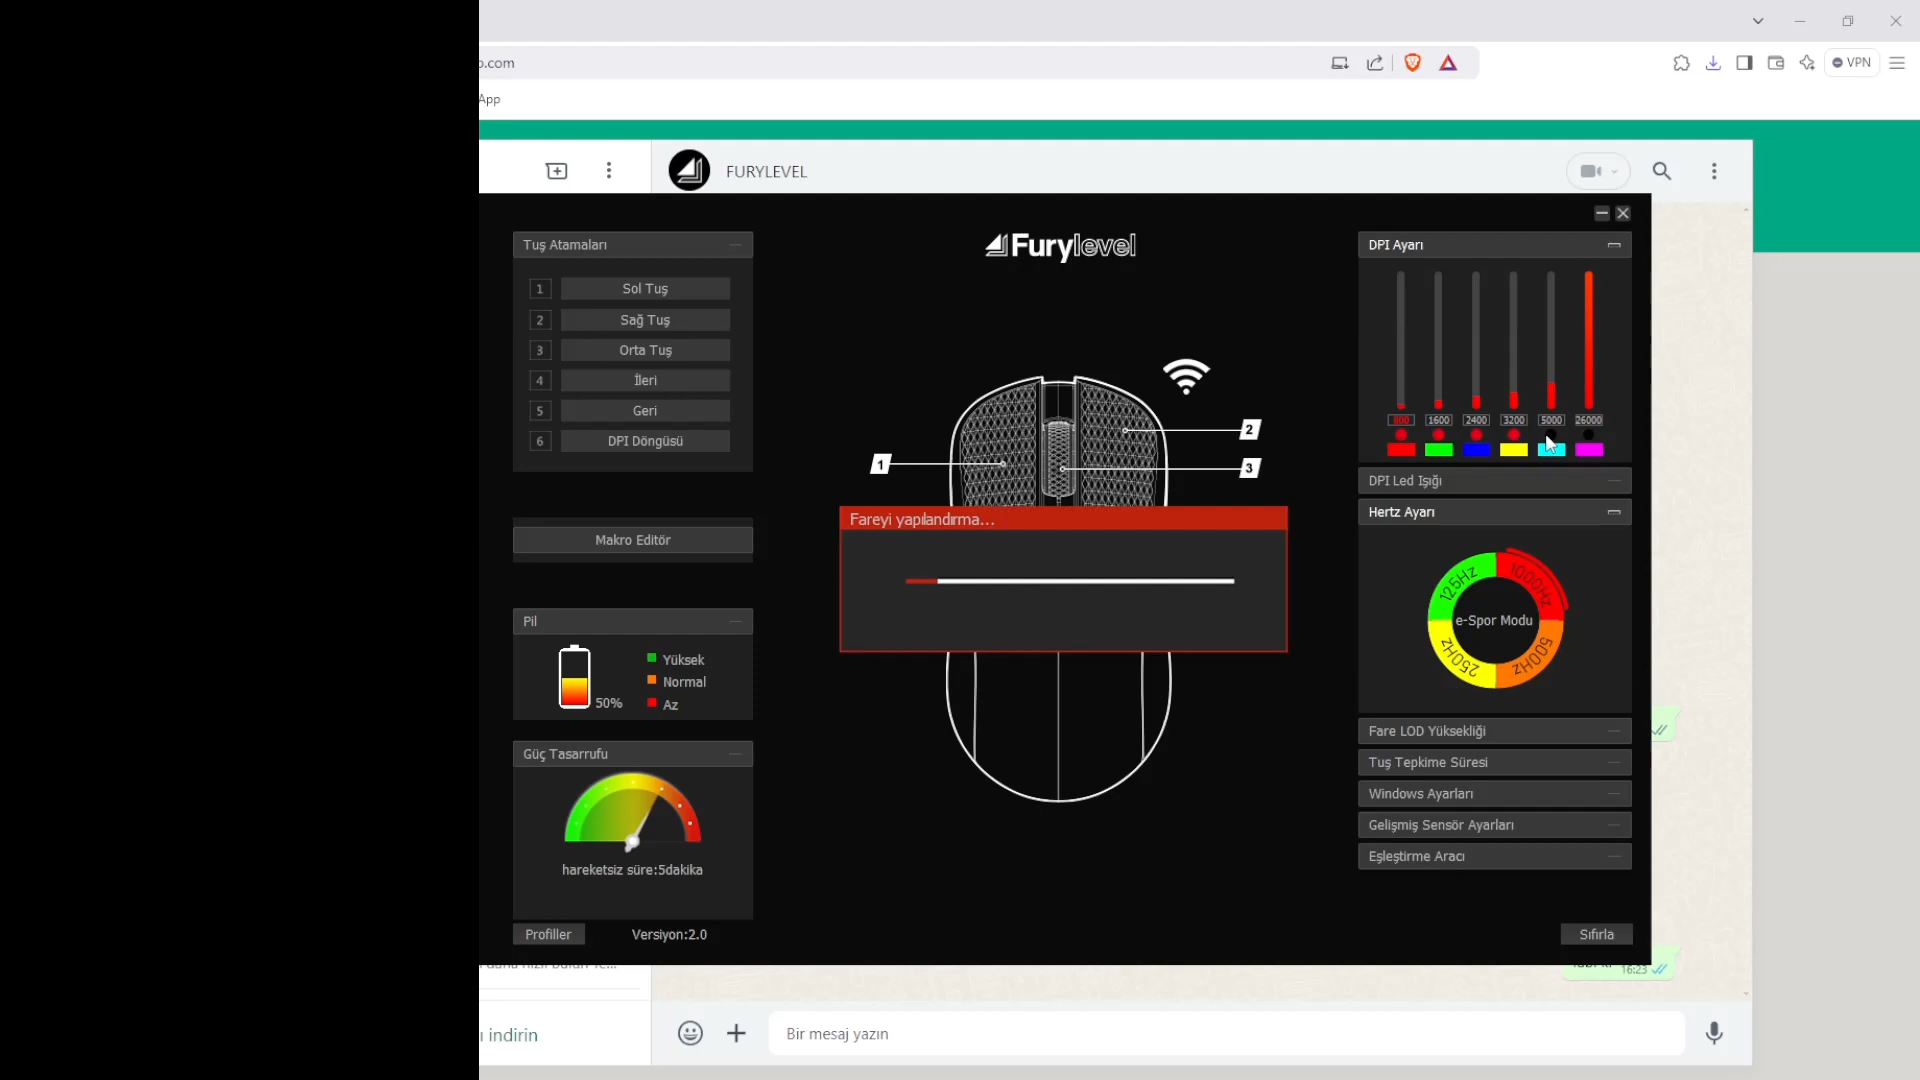 p.com
VPN
App
FURYLEVEL
Furylevel
Tuş Atamaları
1 Sol Tuş
2 Sağ Tuş
3 Orta Tuş
4 İleri
5 Geri
6 DPI Döngüsü
Makro Editör
Pil
50%
Yüksek
Normal
Az
Güç Tasarrufu
hareketsiz süre:5dakika
Profiller
Versiyon:2.0
1
2
3
Fareyi yapılandırma...
DPI Ayarı
800 1600 2400 3200 5000 26000
DPI Led Işığı
Hertz Ayarı
125Hz
1000Hz
e-Spor Modu
250Hz
500Hz
Fare LOD Yüksekliği
Tuş Tepkime Süresi
Windows Ayarları
Gelişmiş Sensör Ayarları
Eşleştirme Aracı
Sıfırla
16:23
indirin
Bir mesaj yazın